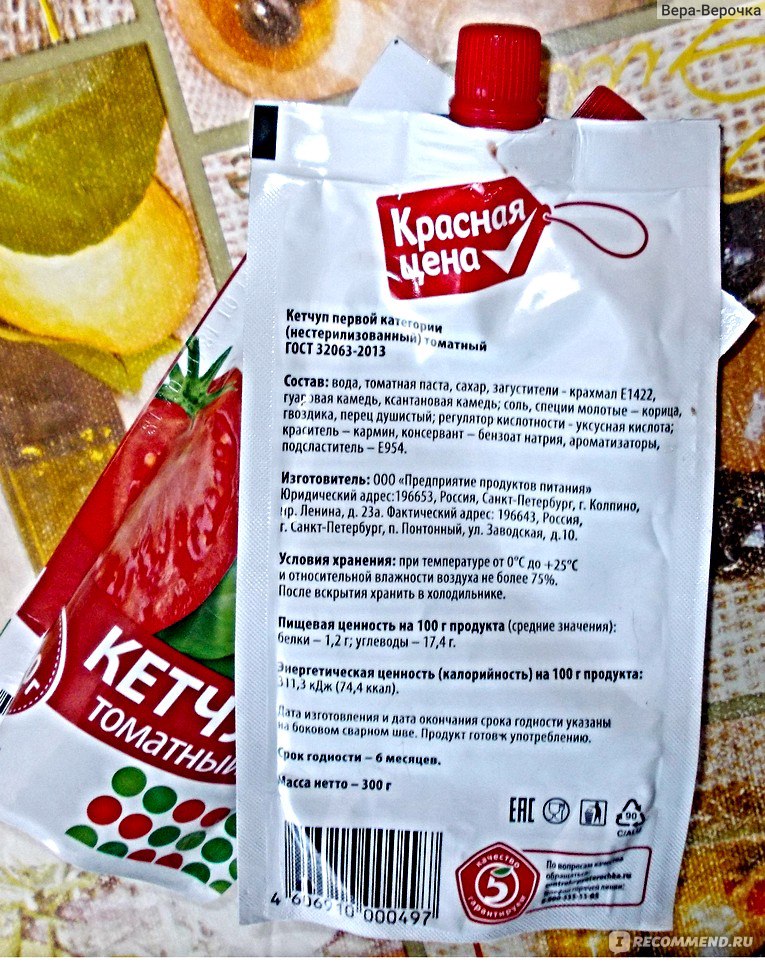 Вера-Верочка
Красная
цена
Кетчуп первой категории
(нестерилизованный) томатный
ГОСТ 32063-2013
Состав: вода, томатная паста, сахар, загустители - крахмал Е1422,
гуаровая камедь, ксантановая камедь; соль, специи молотые – корица,
гвоздика, перец душистый; регулятор кислотности - уксусная кислота;
краситель – кармин, консервант – бензоат натрия, ароматизаторы,
подсластитель – Е954.
Изготовитель: ООО «Предприятие продуктов питания»
Юридический адрес:196653, Россия, Санкт-Петербург, г. Колпино,
пр. Ленина, д. 23а. Фактический адрес: 196643, Россия,
г. Санкт-Петербург, п. Понтонный, ул. Заводская, д.10.
Условия хранения: при температуре от 0°С до +25°С
и относительной влажности воздуха не более 75%.
После вскрытия хранить в холодильнике.
Пищевая ценность на 100 г продукта (средние значения):
белки – 1,2 г; углеводы – 17,4 г.
Энергетическая ценность (калорийность) на 100 г продукта:
311,3 кДж (74,4 ккал).
Дата изготовления и дата окончания срока годности указаны
на боковом сварном шве. Продукт готов к употреблению.
Срок годности – 6 месяцев.
Масса нетто – 300 г
EAC
90
C/ALU
4 606910 000497
качество
5
гарантируем
По вопросам качества
обращаться:
КЕТЧУ
томатный
IRECOMMEND.RU